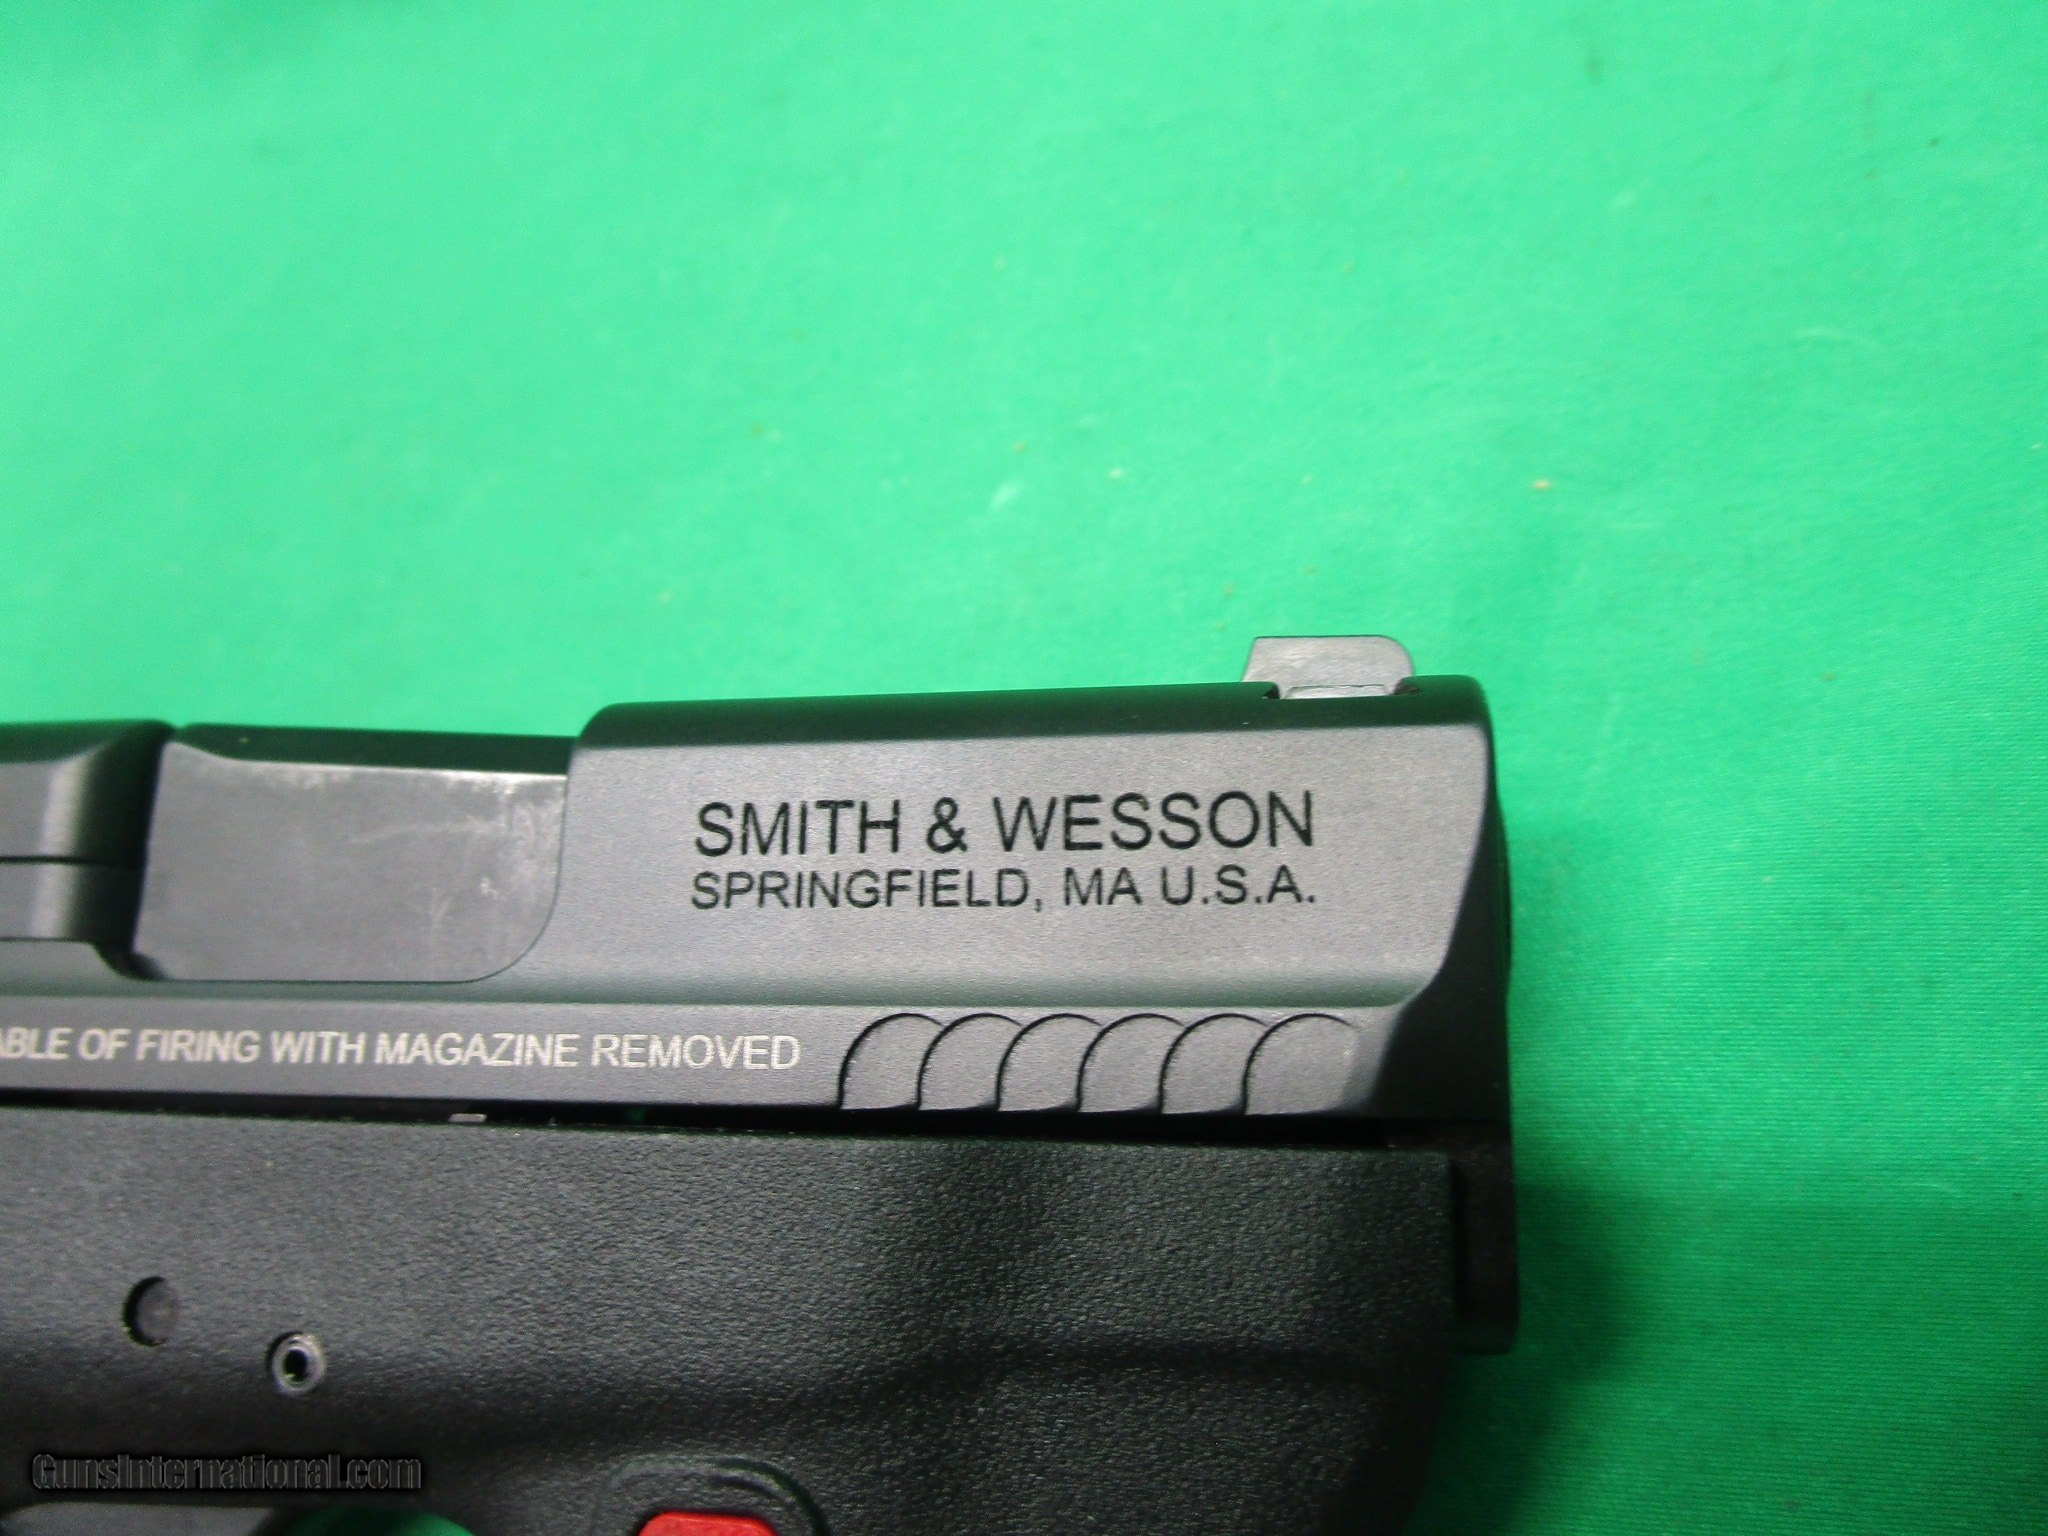 SMITH & WESSON
SPRINGFIELD, MA U.S.A.
ABLE OF FIRING WITH MAGAZINE REMOVED
GunsInternational.com